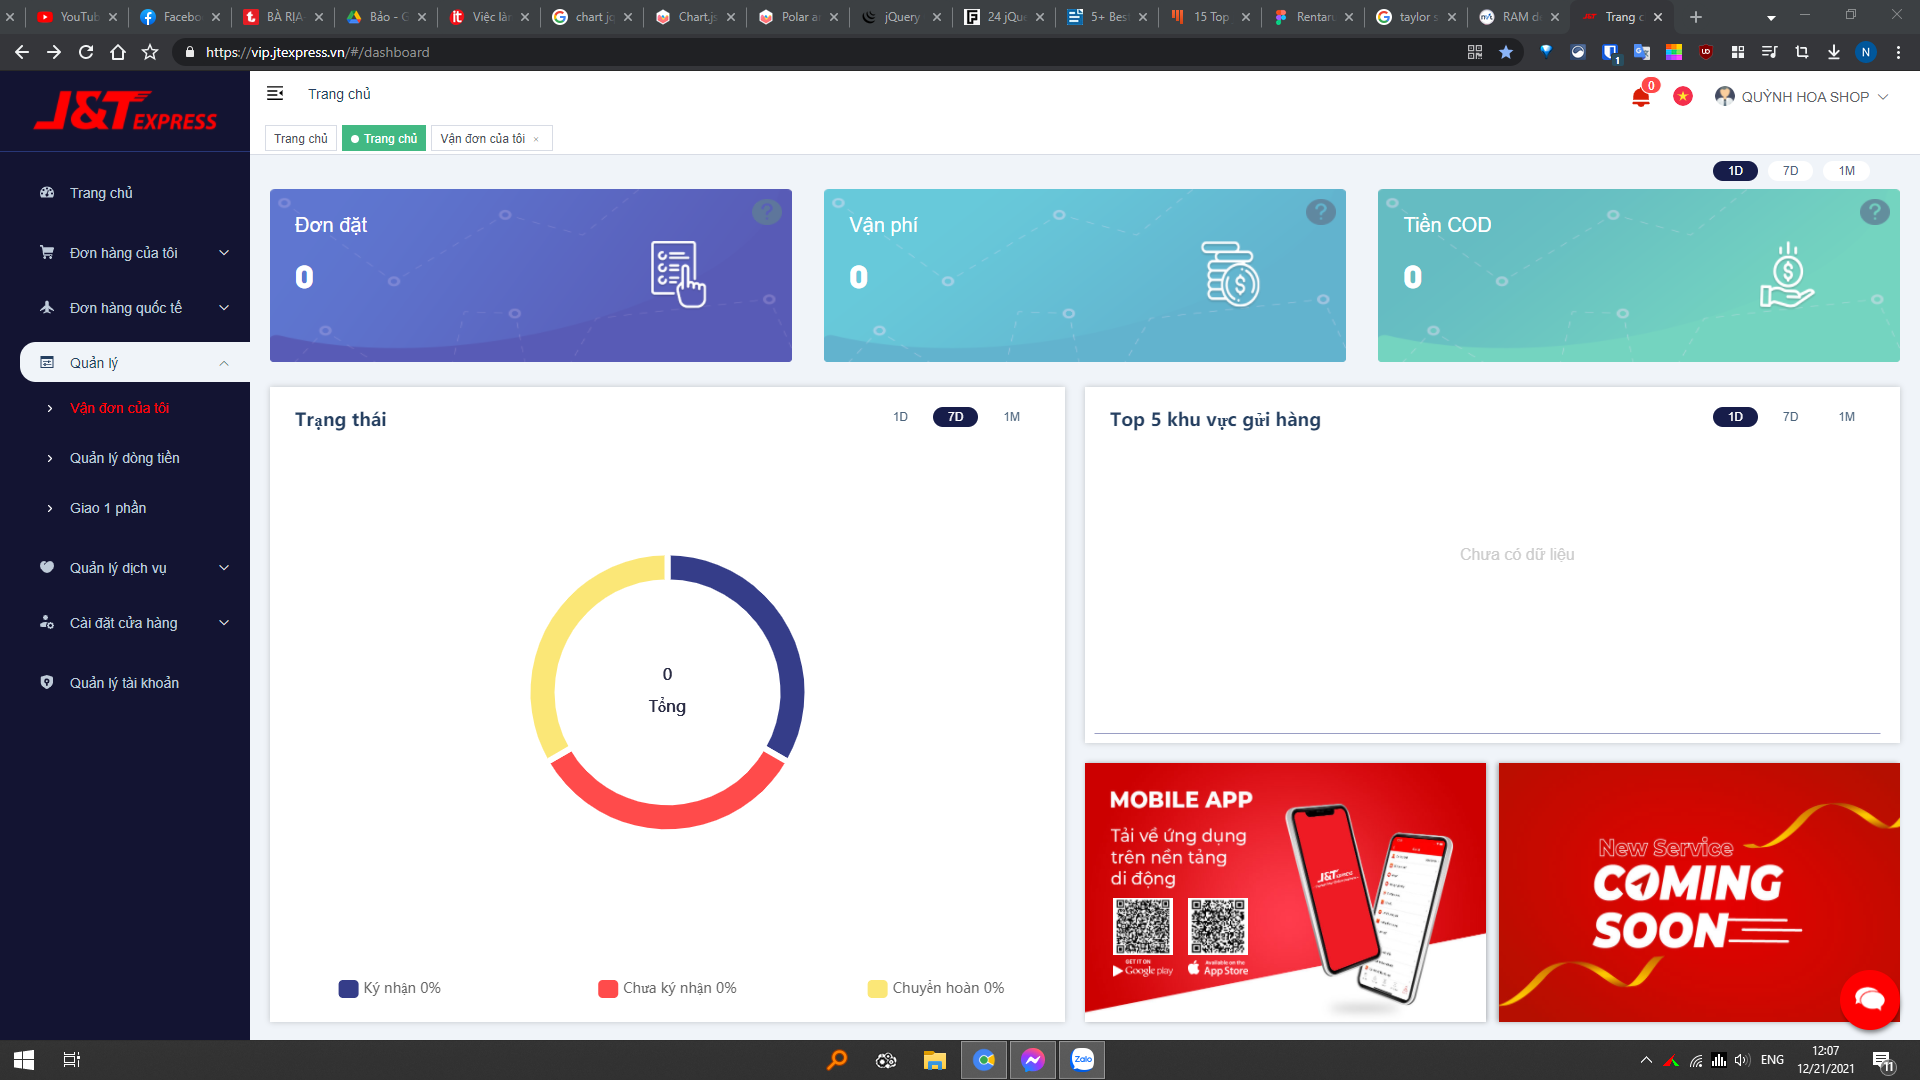 YouTub
Facebo
BÀ RỊA
Bảo - G
Việc là
chart jq
Chart.js
Polar a
jQuery
24 jQu
5+ Bes
15 Top
Rentan
taylor s
RAM d
Trang c
https://vip.jtexpress.vn/#/dashboard
1
N
J&T EXPRESS
Trang chủ
0
QUỲNH HOA SHOP
Trang chủ
Trang chủ
Vận đơn của tôi
1D
7D
1M
Trang chủ
Đơn hàng của tôi
Đơn hàng quốc tế
Quản lý
Vận đơn của tôi
Quản lý dòng tiền
Giao 1 phần
Quản lý dịch vụ
Cài đặt cửa hàng
Quản lý tài khoản
Đơn đặt
0
?
Vận phí
0
?
Tiền COD
0
?
Trạng thái
1D
7D
1M
0
Tổng
Ký nhận 0%
Chưa ký nhận 0%
Chuyển hoàn 0%
Top 5 khu vực gửi hàng
1D
7D
1M
Chưa có dữ liệu
MOBILE APP
Tải về ứng dụng
trên nền tảng
di động
GET IT ON
Google play
Available on the
App Store
J&T EXPRESS
New Service
COMING
SOON
Zalo
ENG
12:07
12/21/2021
11